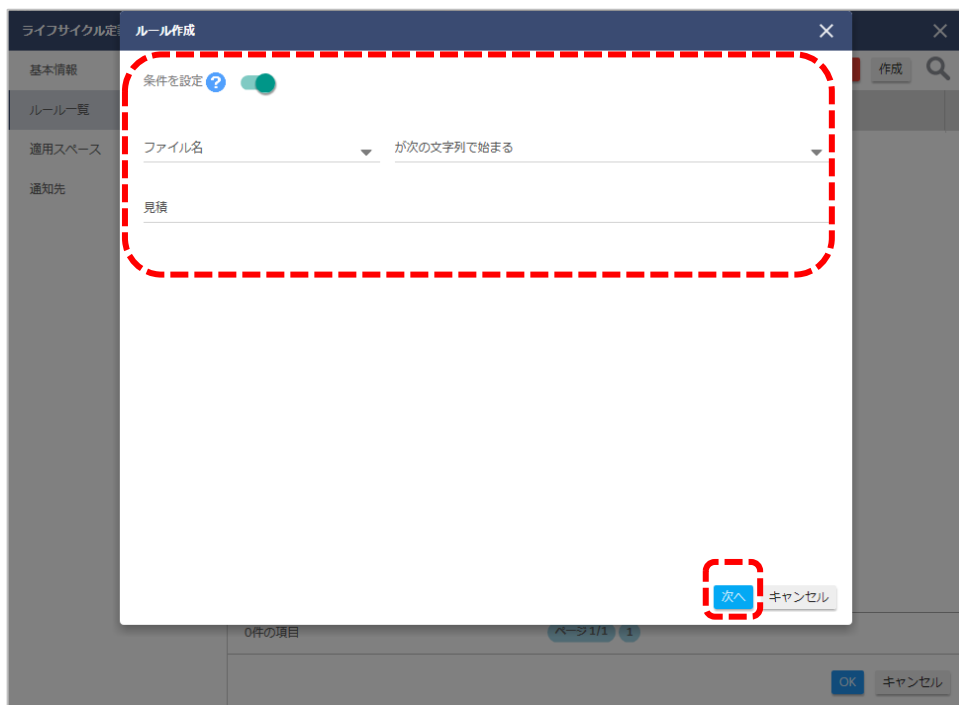 ライフサイクル定
ルール作成
基本情報
作成
条件を設定 ?
ルール一覧
適用スペース
ファイル名
が次の文字列で始まる
通知先
見積
次へ
キャンセル
0件の項目
ページ 1/1
1
OK
キャンセル